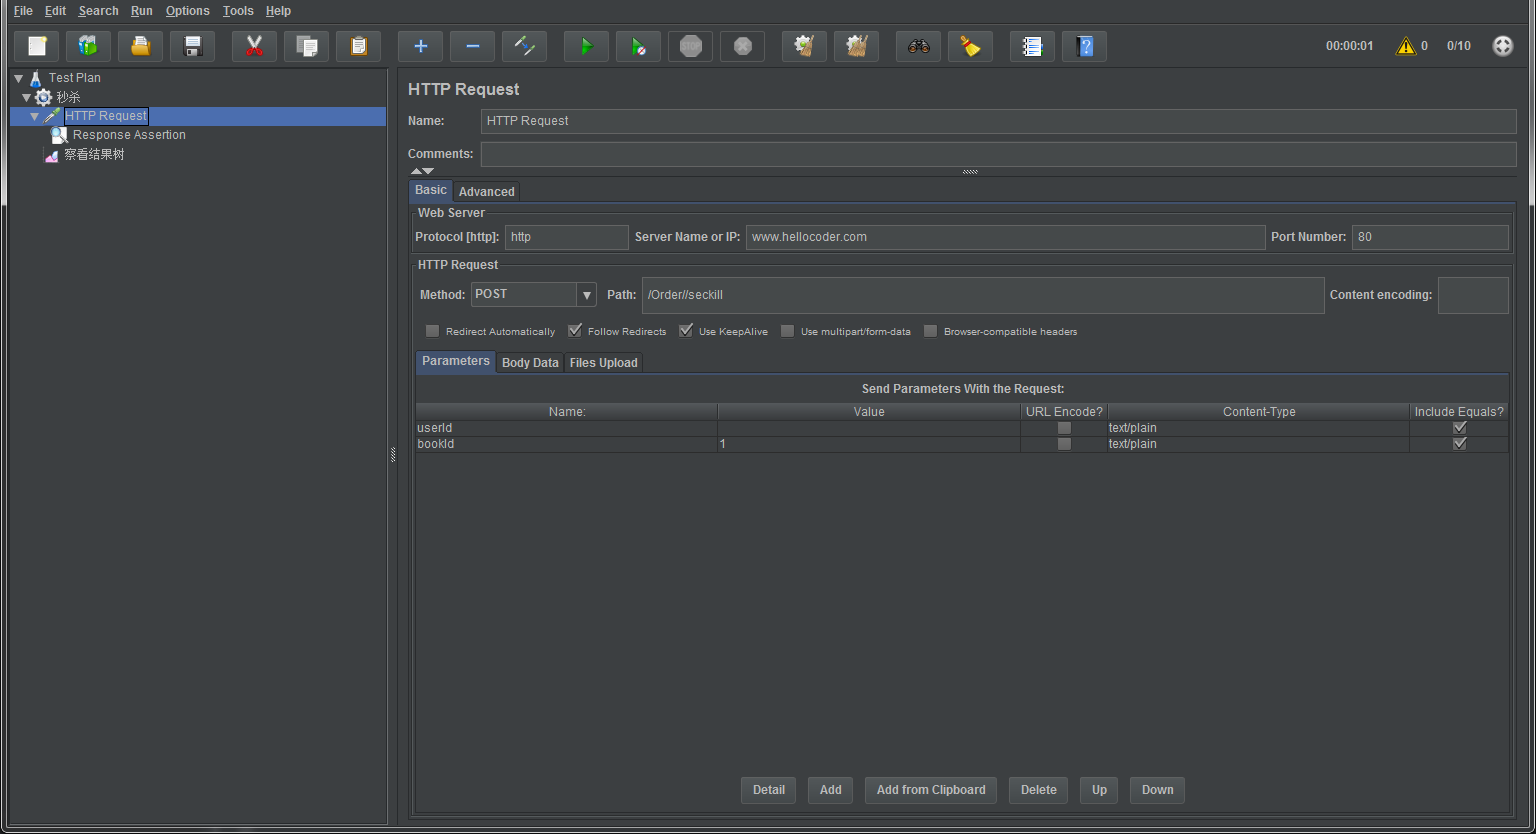 File Edit Search Run Options Tools Help
STOP
00:00:01 0 0/10
Test Plan
秒杀
HTTP Request
Response Assertion
察看结果树
HTTP Request
Name: HTTP Request
Comments:
Basic Advanced
Web Server
Protocol [http]: http Server Name or IP: www.hellocoder.com Port Number: 80
HTTP Request
Method: POST Path: /Order//seckill Content encoding:
Redirect Automatically Follow Redirects Use KeepAlive Use multipart/form-data Browser-compatible headers
Parameters Body Data Files Upload
Send Parameters With the Request:
Name: Value URL Encode? Content-Type Include Equals?
userId text/plain
bookId 1 text/plain
Detail Add Add from Clipboard Delete Up Down